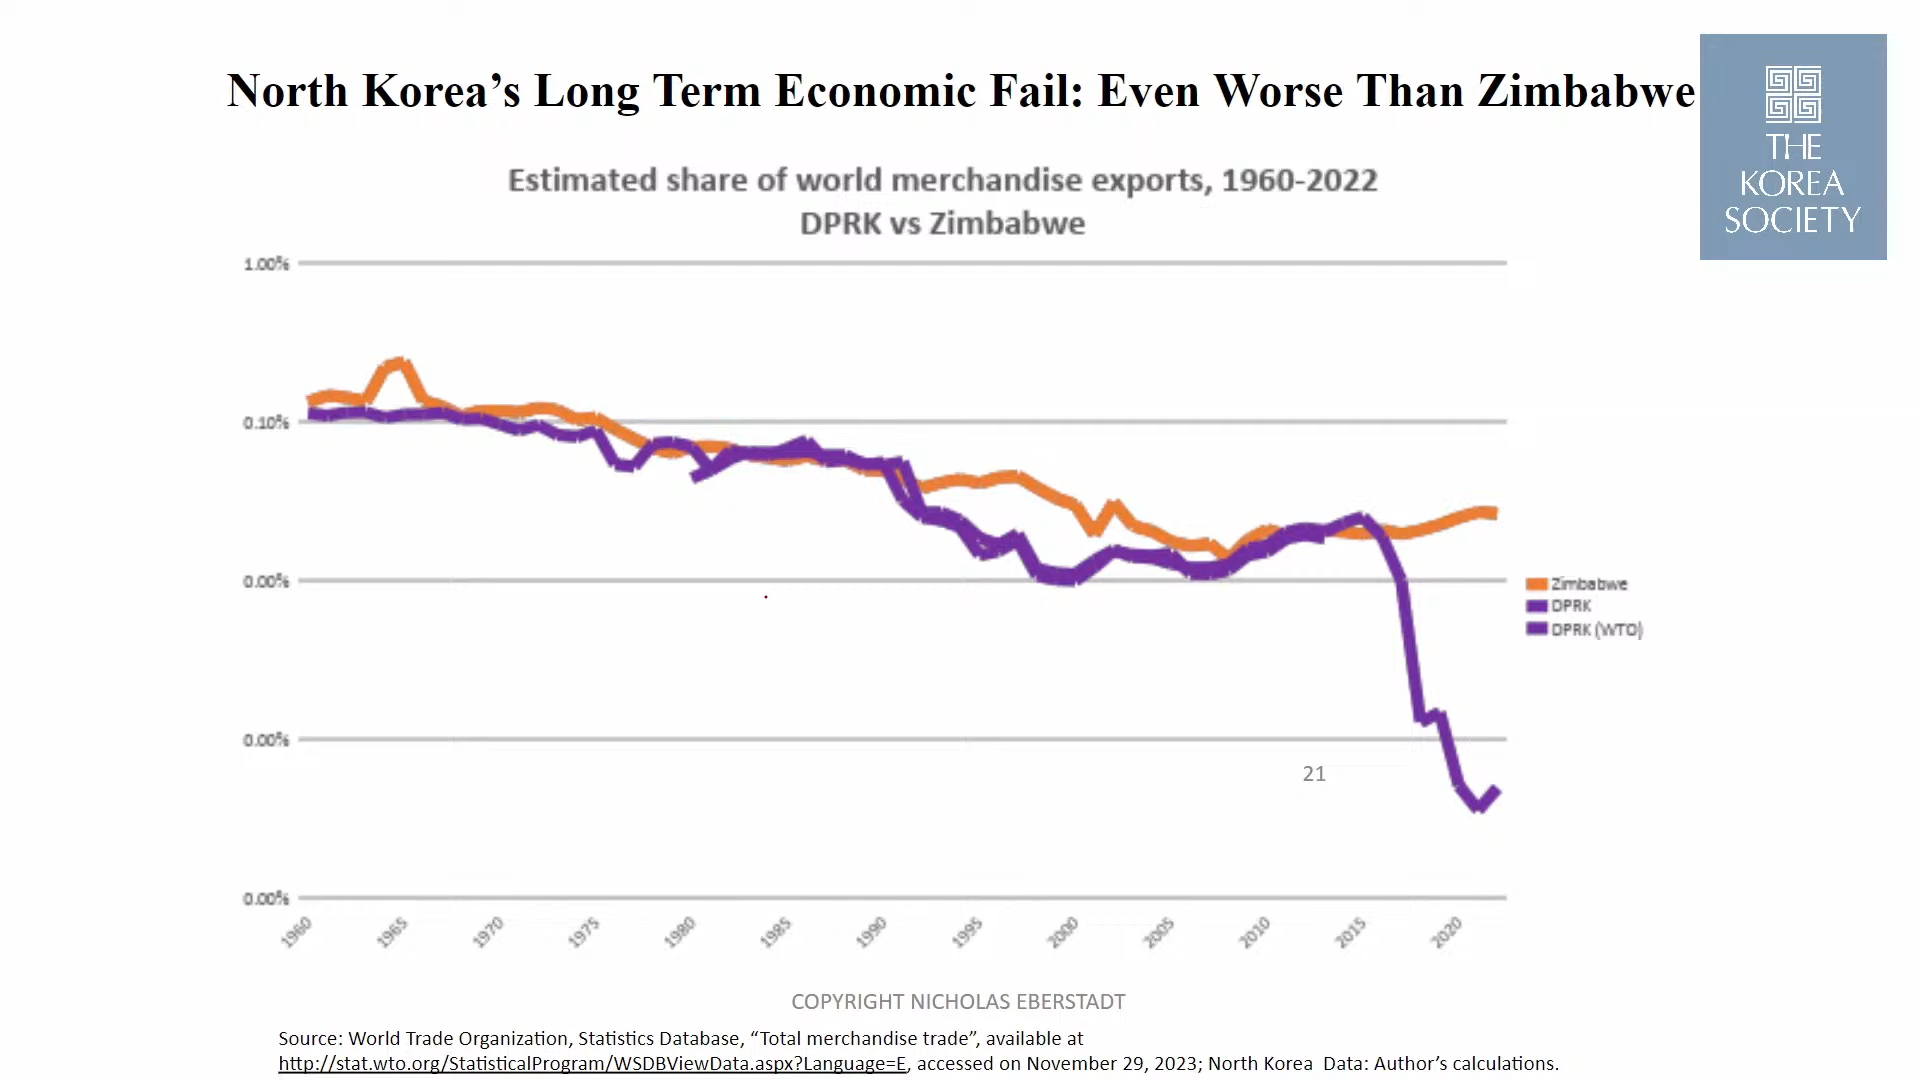 North Korea’s Long Term Economic Fail: Even Worse Than Zimbabwe
THE
KOREA
SOCIETY
Estimated share of world merchandise exports, 1960-2022
DPRK vs Zimbabwe
1.00%
0.10%
0.00%
0.00%
0.00%
Zimbabwe
DPRK
DPRK (WTO)
21
1960
1965
1970
1975
1980
1985
1990
1995
2000
2005
2010
2015
2020
COPYRIGHT NICHOLAS EBERSTADT
Source: World Trade Organization, Statistics Database, “Total merchandise trade”, available at
http://stat.wto.org/StatisticalProgram/WSDBViewData.aspx?Language=E, accessed on November 29, 2023; North Korea Data: Author’s calculations.